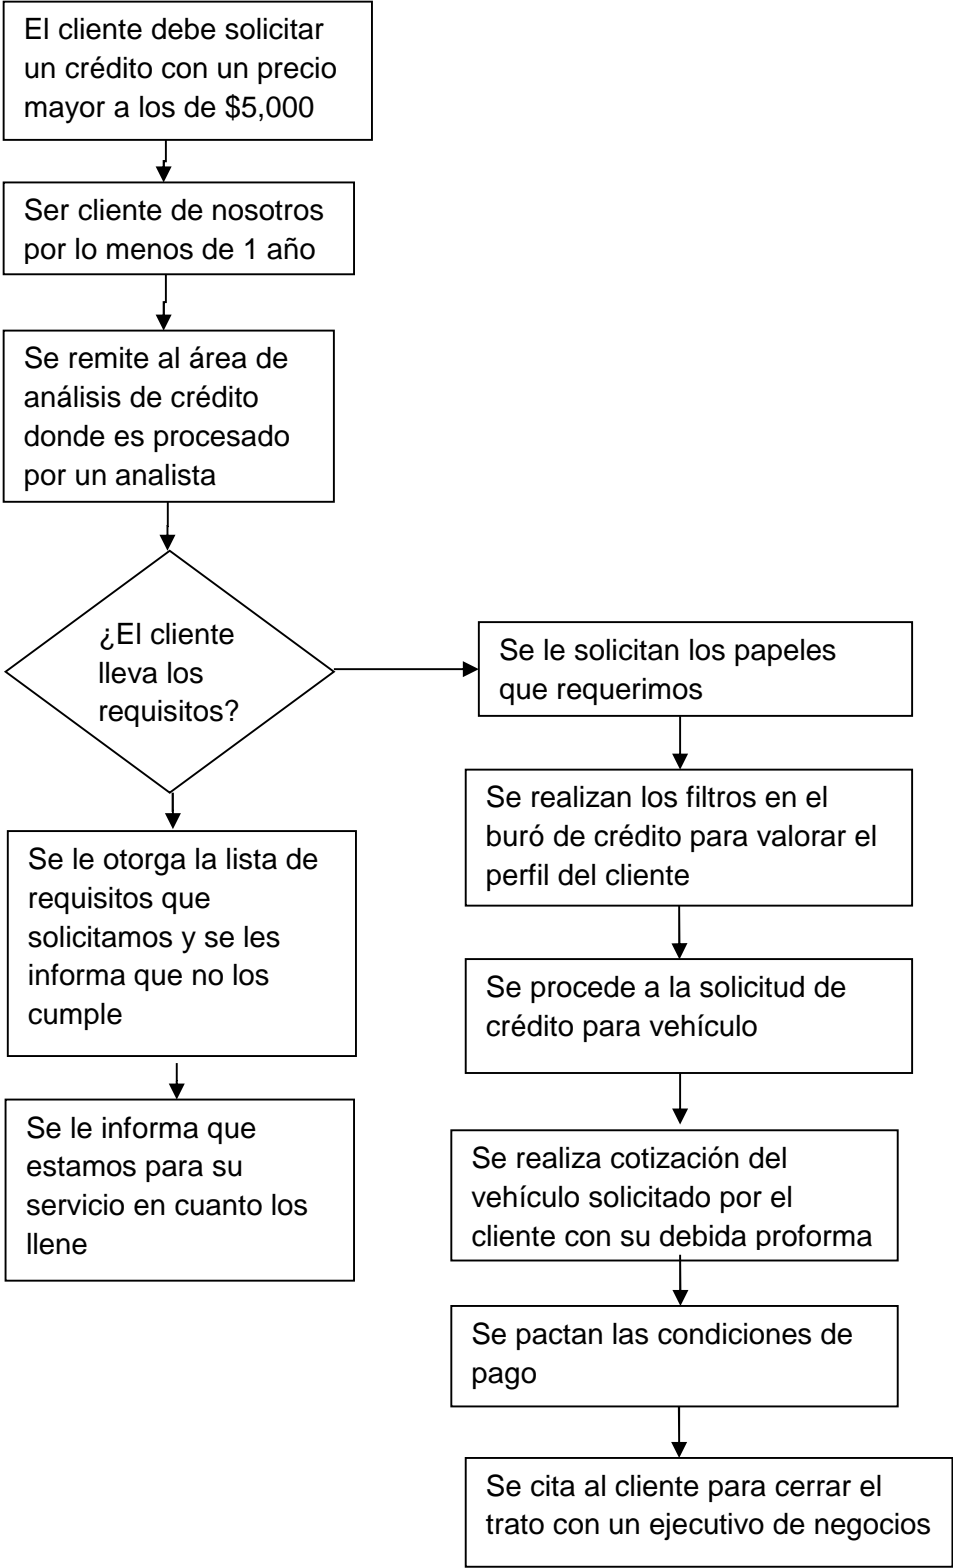 El cliente debe solicitar
un crédito con un precio
mayor a los de $5,000
Ser cliente de nosotros
por lo menos de 1 año
Se remite al área de
análisis de crédito
donde es procesado
por un analista
¿El cliente
lleva los
requisitos?
Se le otorga la lista de
requisitos que
solicitamos y se les
informa que no los
cumple
Se le informa que
estamos para su
servicio en cuanto los
llene
Se le solicitan los papeles
que requerimos
Se realizan los filtros en el
buró de crédito para valorar el
perfil del cliente
Se procede a la solicitud de
crédito para vehículo
Se realiza cotización del
vehículo solicitado por el
cliente con su debida proforma
Se pactan las condiciones de
pago
Se cita al cliente para cerrar el
trato con un ejecutivo de negocios